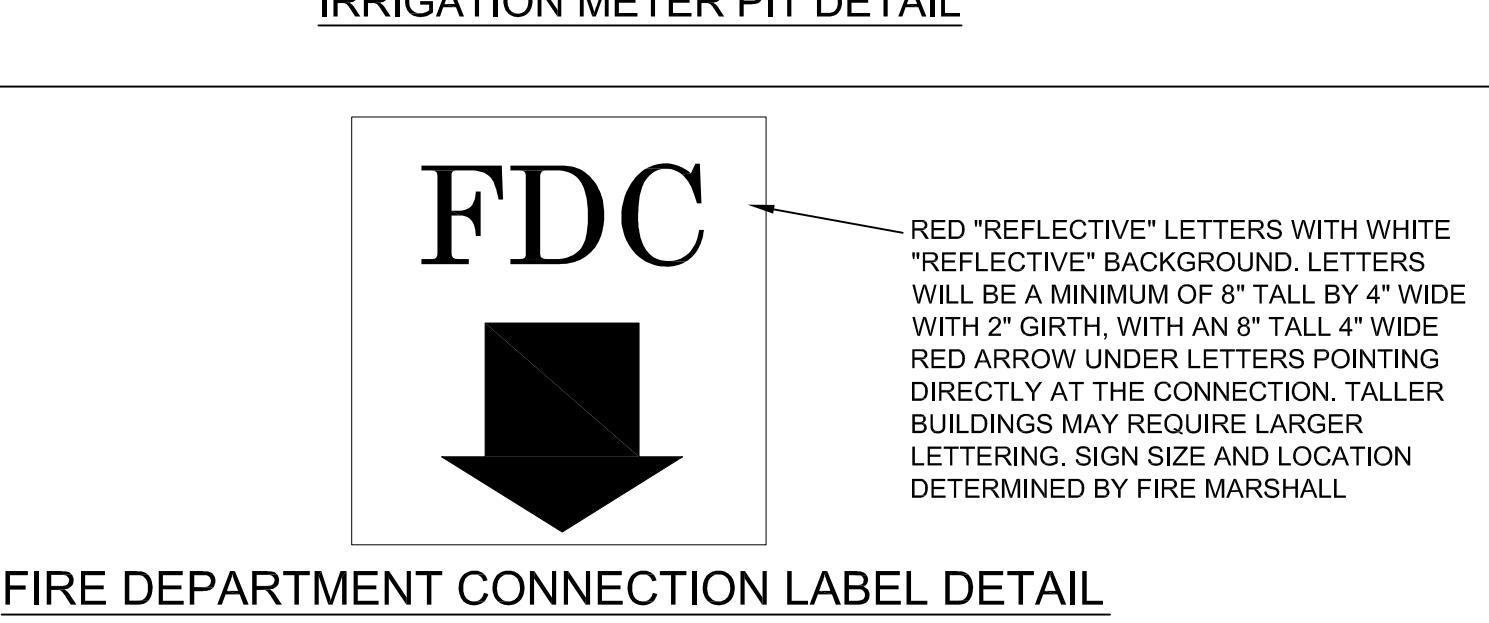 IRRIGATION METER PIT DETAIL
FDC
RED "REFLECTIVE" LETTERS WITH WHITE
"REFLECTIVE" BACKGROUND. LETTERS
WILL BE A MINIMUM OF 8" TALL BY 4" WIDE
WITH 2" GIRTH, WITH AN 8" TALL 4" WIDE
RED ARROW UNDER LETTERS POINTING
DIRECTLY AT THE CONNECTION. TALLER
BUILDINGS MAY REQUIRE LARGER
LETTERING. SIGN SIZE AND LOCATION
DETERMINED BY FIRE MARSHALL
FIRE DEPARTMENT CONNECTION LABEL DETAIL